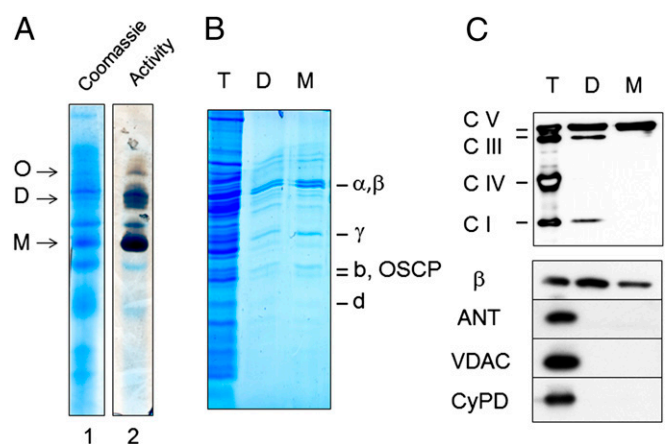 A
Coomassie
Activity
O →
D →
M →
1 2
B
T D M
α,β
γ
b, OSCP
d
C
T D M
C V
C III
C IV
C I
β
ANT
VDAC
CyPD